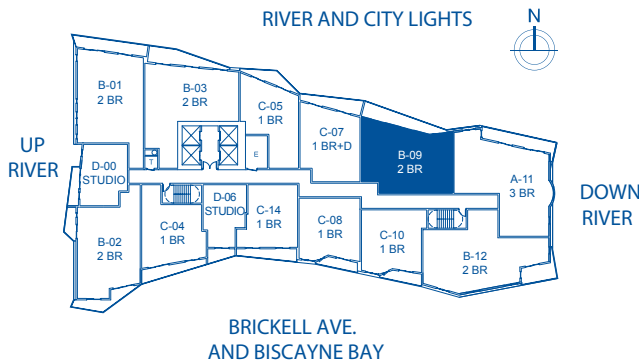 RIVER AND CITY LIGHTS
N
B-01
2 BR
B-03
2 BR
C-05
1 BR
C-07
1 BR+D
B-09
2 BR
A-11
3 BR
UP
RIVER
D-00
STUDIO
T
E
DOWN
RIVER
B-02
2 BR
C-04
1 BR
D-06
STUDIO
C-14
1 BR
C-08
1 BR
C-10
1 BR
B-12
2 BR
BRICKELL AVE.
AND BISCAYNE BAY